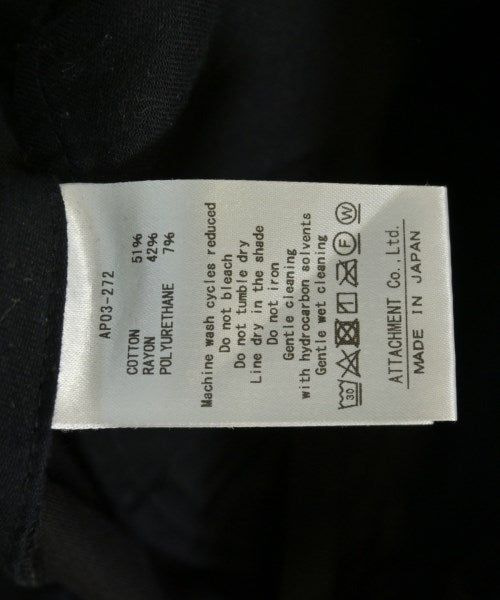 AP03-272
COTTON 51%
RAYON 42%
POLYURETHANE 7%
Machine wash cycles reduced
Do not bleach
Do not tumble dry
Line dry in the shade
Do not iron
Gentle cleaning
with hydrocarbon solvents
Gentle wet cleaning
30 F W
ATTACHMENT Co., Ltd.
MADE IN JAPAN